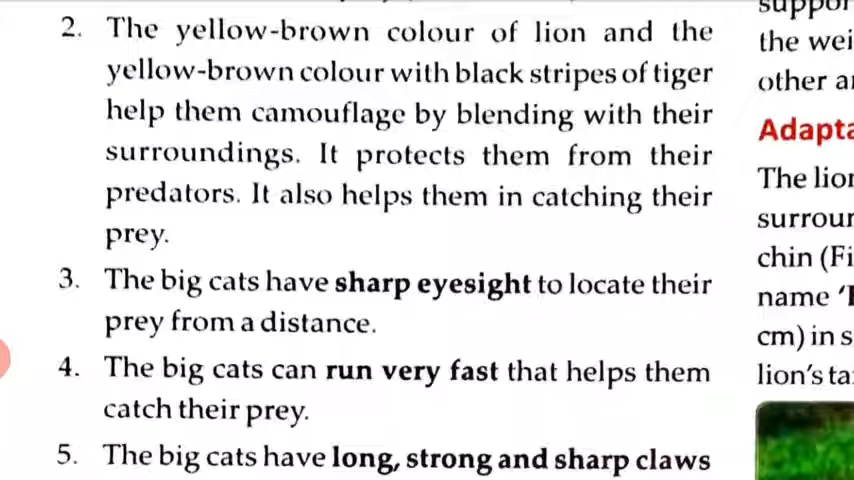 2. The yellow-brown colour of lion and the
yellow-brown colour with black stripes of tiger
help them camouflage by blending with their
surroundings. It protects them from their
predators. It also helps them in catching their
prey.
3. The big cats have sharp eyesight to locate their
prey from a distance.
4. The big cats can run very fast that helps them
catch their prey.
5. The big cats have long, strong and sharp claws
the
other
The
chin (Fi
name
cm) in s
lion's ta